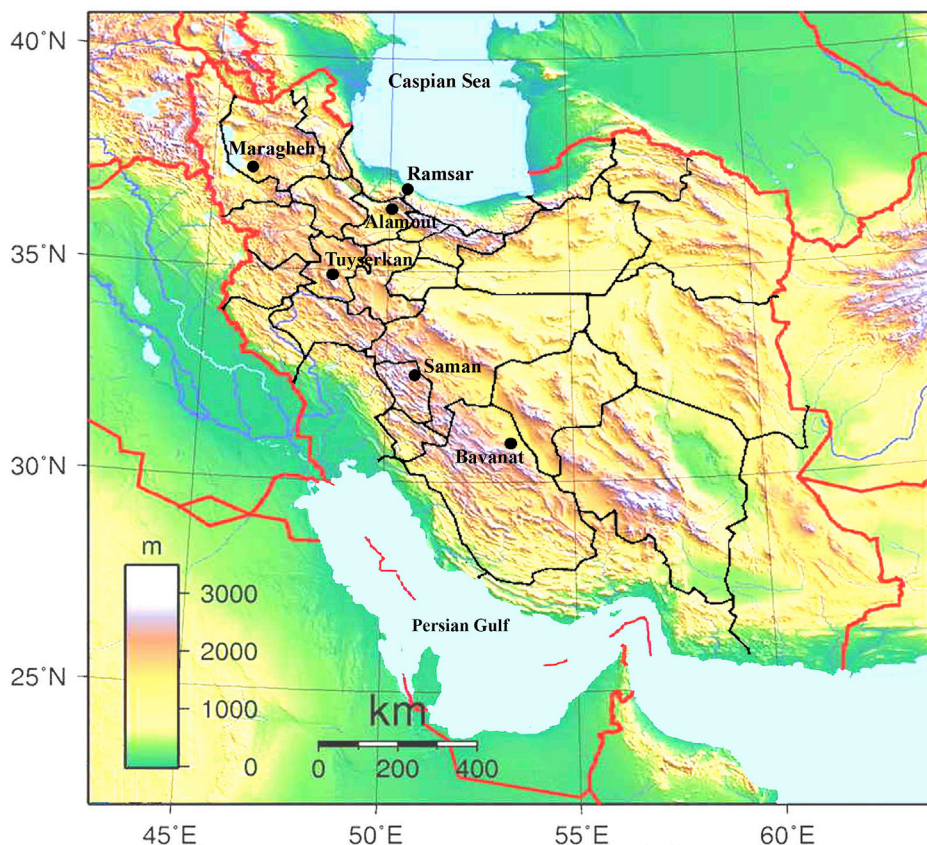 40°N
Caspian Sea
Maragheh
Ramsar
Alamout
35°N
Tuyserkan
Saman
30°N
Bavanat
m
3000
2000
1000
0
Persian Gulf
25°N
km
0 200 400
45°E 50°E 55°E 60°E